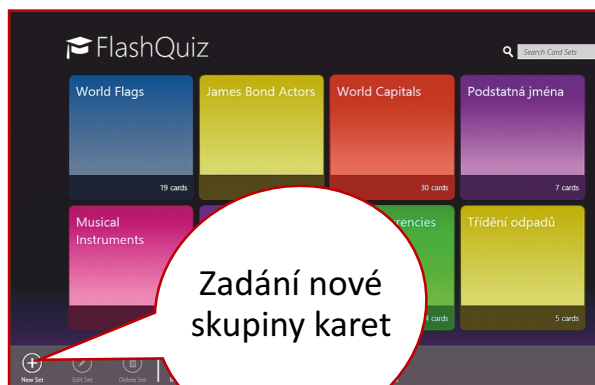 FlashQuiz
Search Card Sets
World Flags
19 cards
James Bond Actors
World Capitals
30 cards
Podstatná jména
7 cards
Musical
Instruments
rencies
cards
Třídění odpadů
5 cards
Zadání nové
skupiny karet
New Set
Edit Set
Delete Set